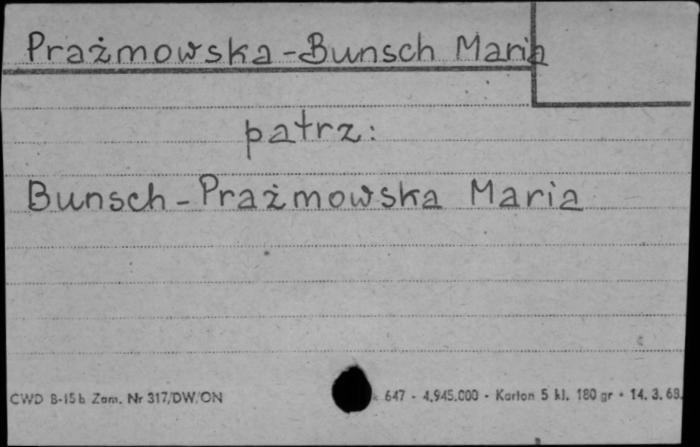 Prażmowska-Bunsch Maria
patrz:
Bunsch-Prażmowska Maria
CWD B-15b Zam. Nr 317/DW/ON 647 - 4.945.000 - Karton 5 kl. 180 gr - 14. 3. 68.